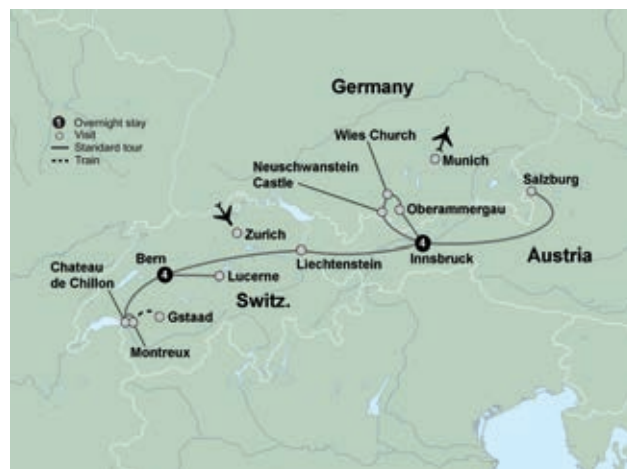 Germany
1 Overnight stay
Visit
Standard tour
Train
Wies Church
Munich
Neuschwanstein
Castle
Salzburg
Oberammergau
Zurich
Bern
Liechtenstein
4
Innsbruck
Austria
Chateau
de Chillon
4
Lucerne
Switz.
Gstaad
Montreux